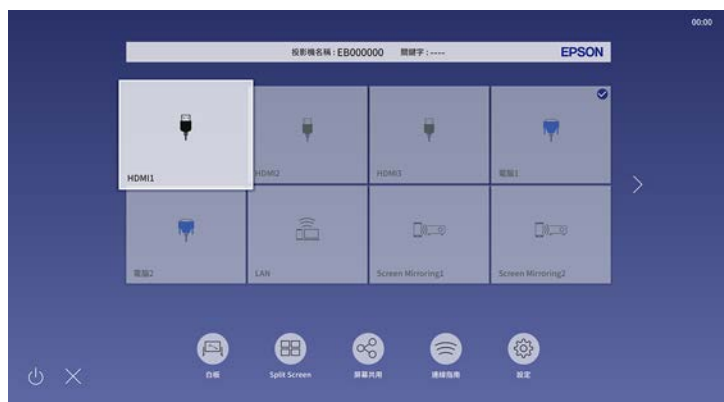 00:00
投影機名稱 : EB000000 關鍵字 : ---- EPSON
HDMI1 HDMI2 HDMI3 電腦1
電腦2 LAN Screen Mirroring1 Screen Mirroring2
白板 Split Screen 屏幕共用 連線指南 設定